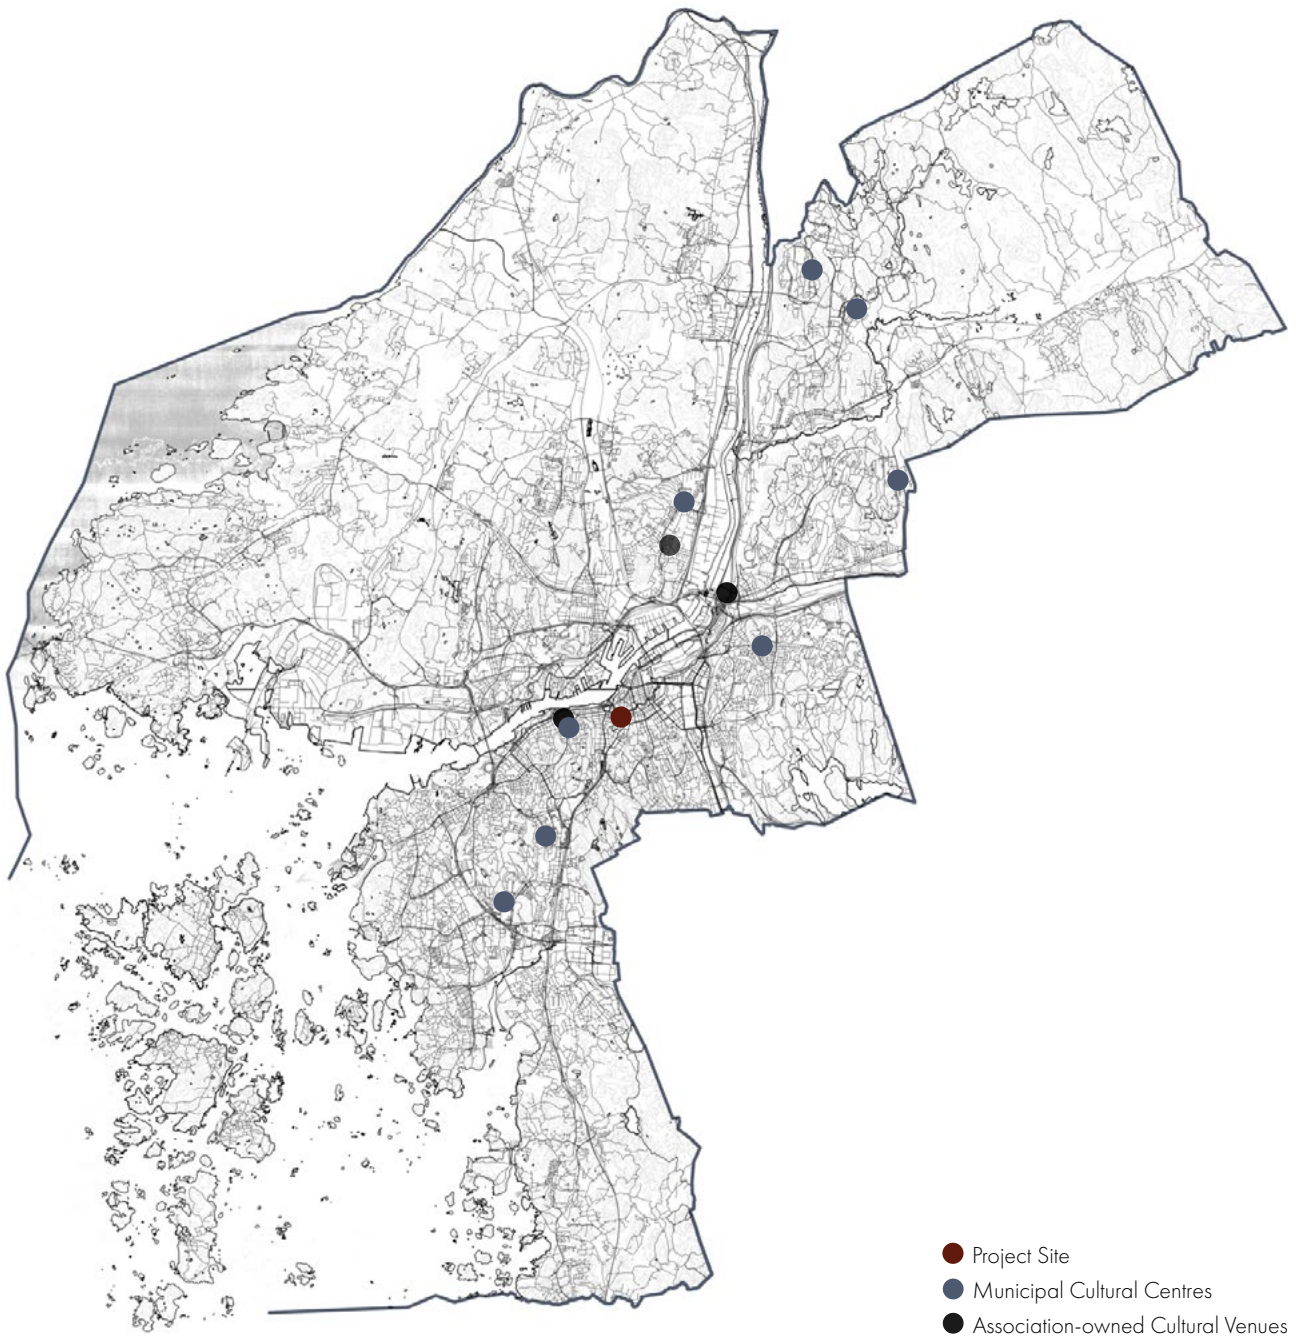 Project Site
Municipal Cultural Centres
Association-owned Cultural Venues